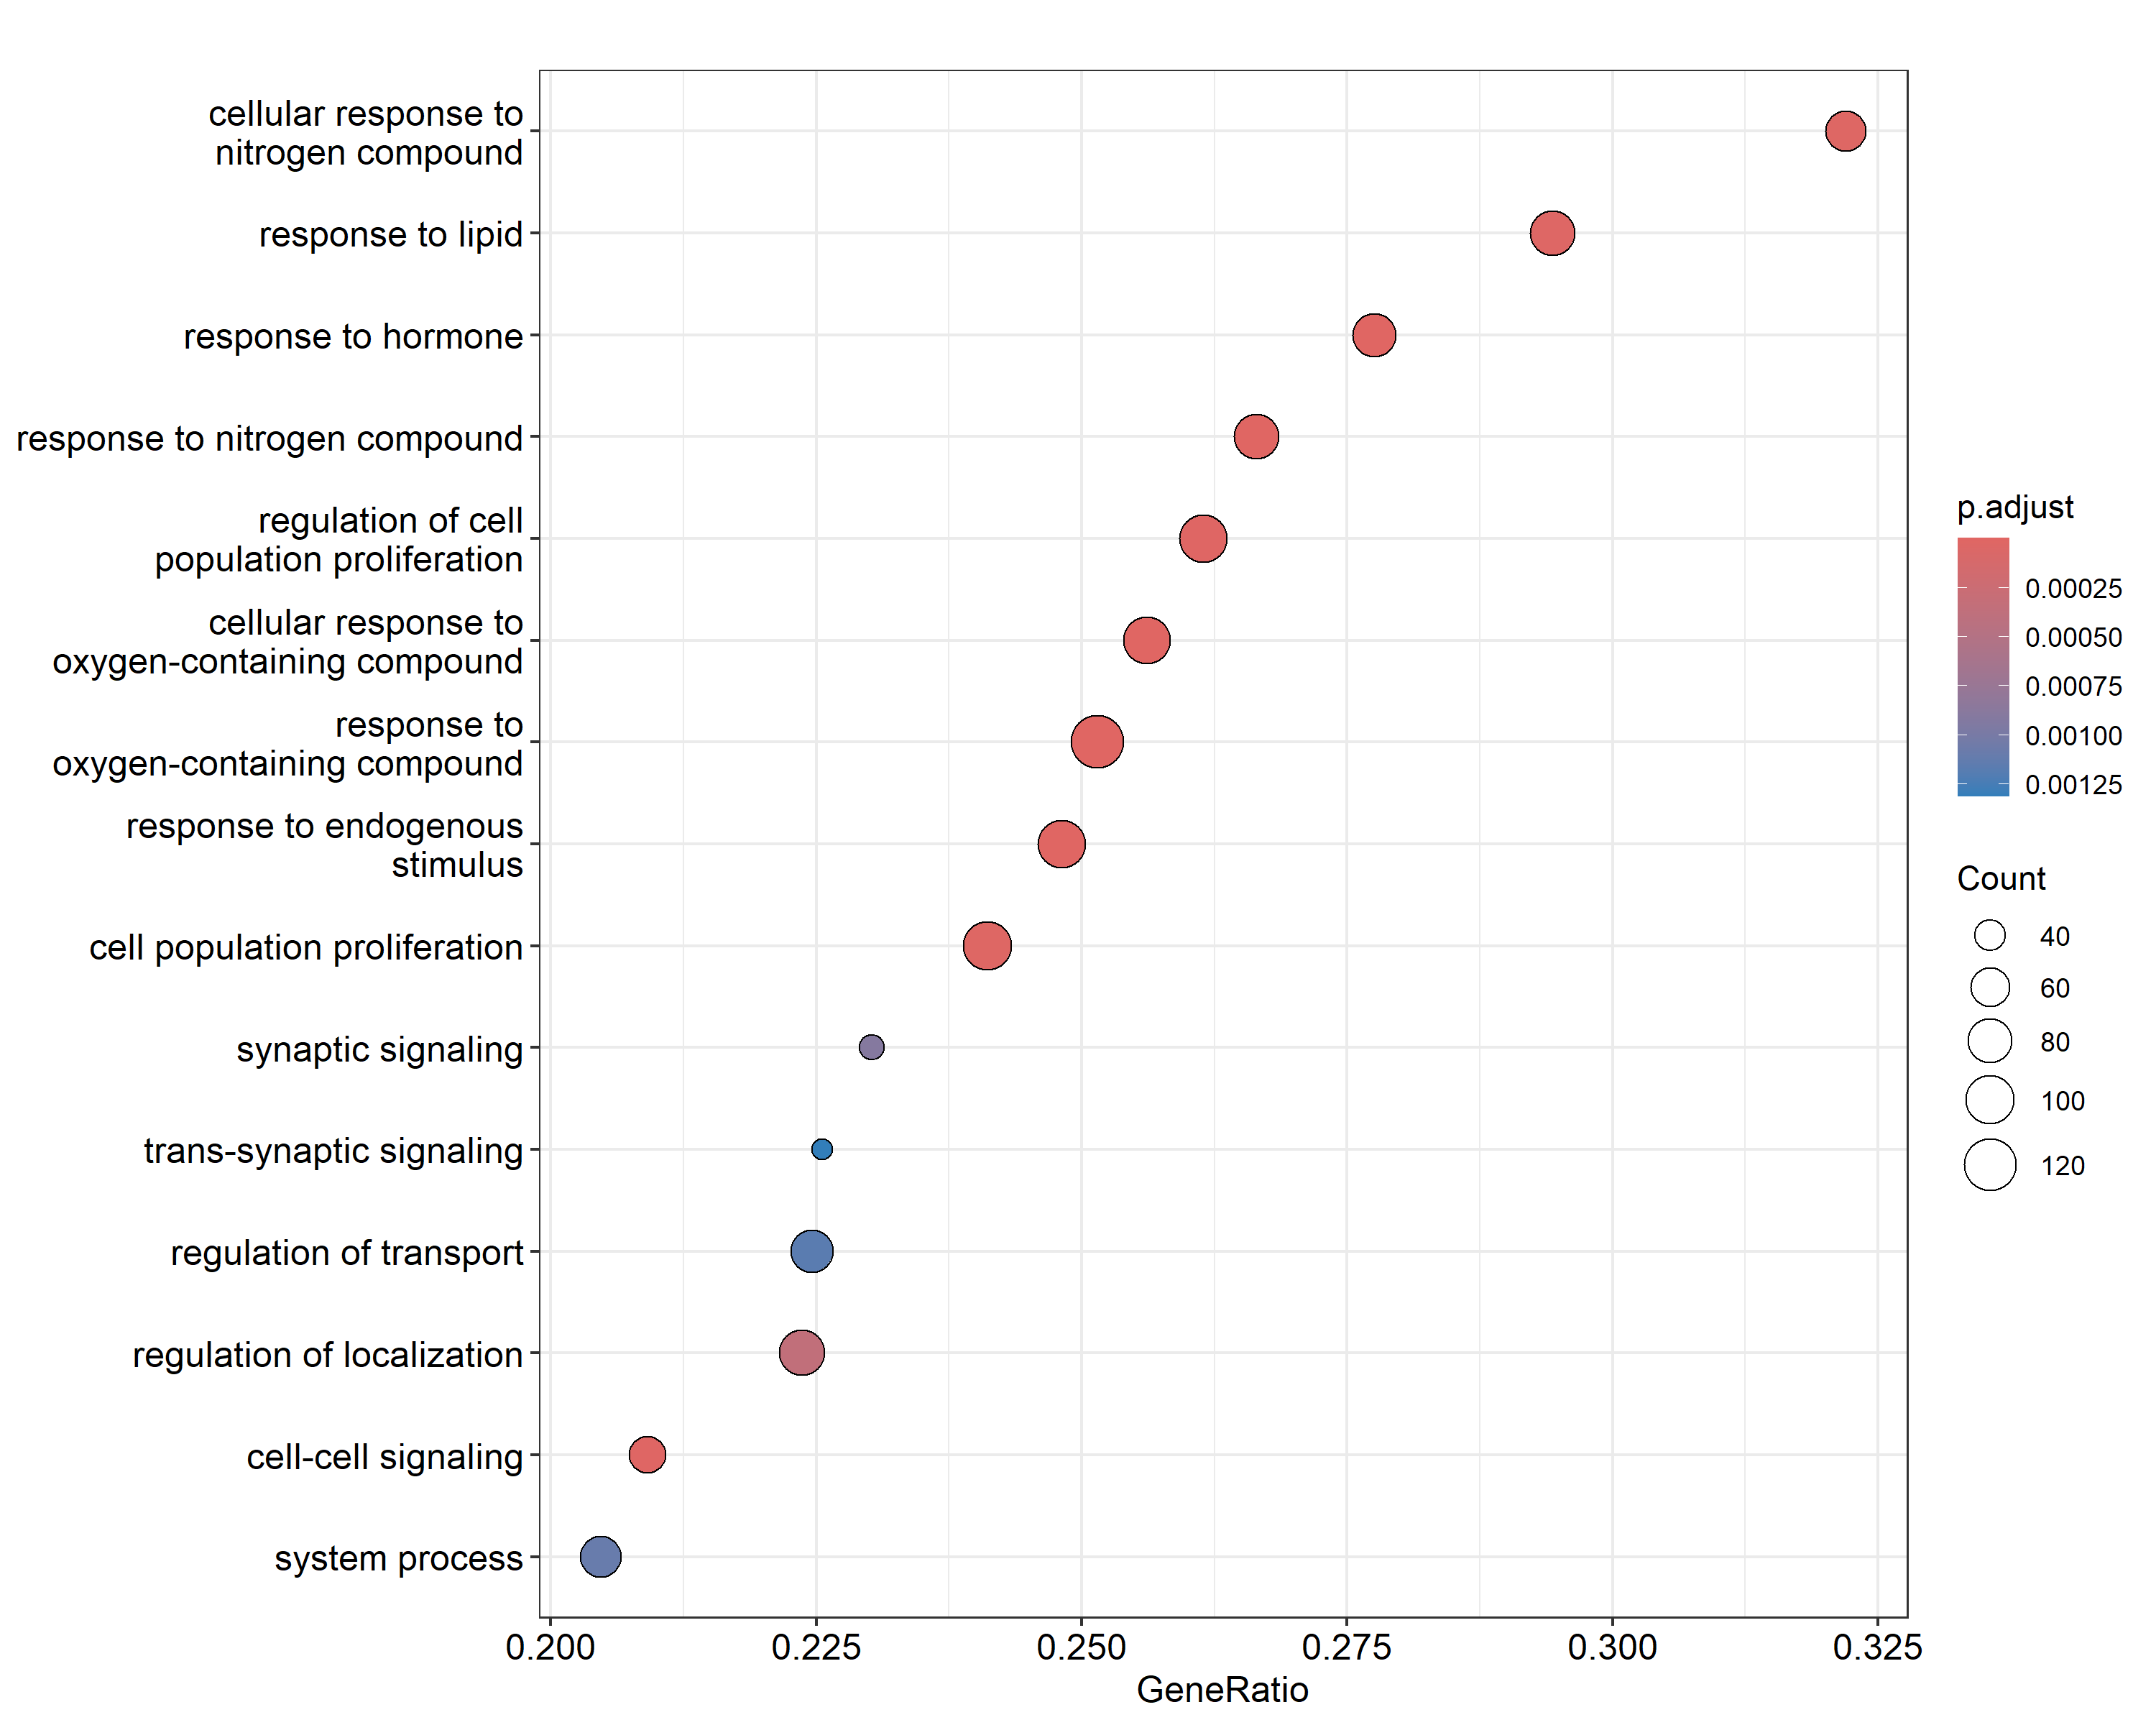 cellular response to
nitrogen compound
response to lipid
response to hormone
response to nitrogen compound
regulation of cell
population proliferation
cellular response to
oxygen-containing compound
response to
oxygen-containing compound
response to endogenous
stimulus
cell population proliferation
synaptic signaling
trans-synaptic signaling
regulation of transport
regulation of localization
cell-cell signaling
system process
0.200 0.225 0.250 0.275 0.300 0.325
GeneRatio
p.adjust
0.00025
0.00050
0.00075
0.00100
0.00125
Count
40
60
80
100
120